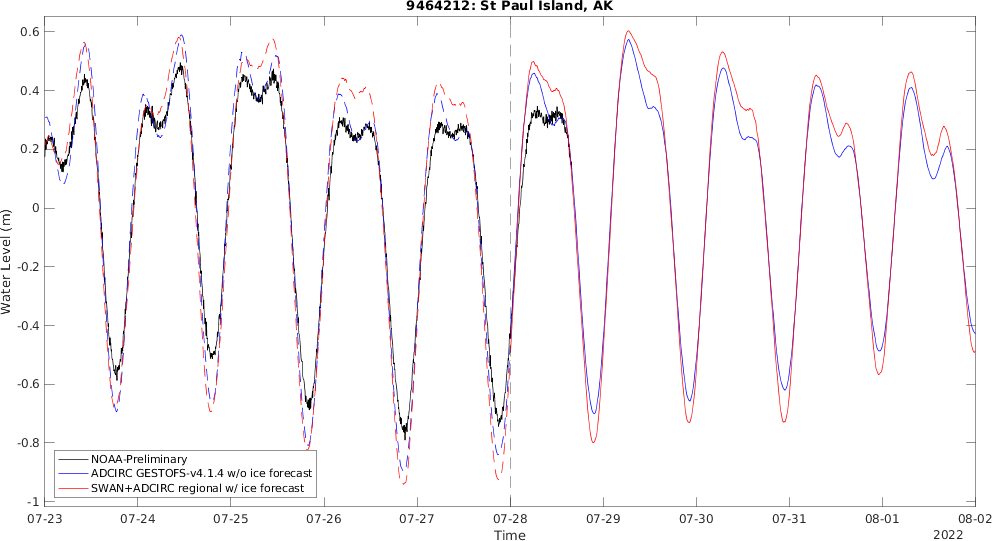 9464212: St Paul Island, AK
0.6
0.4
0.2
0
-0.2
-0.4
-0.6
-0.8
-1
Water Level (m)
NOAA-Preliminary
ADCIRC GESTOFS-v4.1.4 w/o ice forecast
SWAN+ADCIRC regional w/ ice forecast
07-23 07-24 07-25 07-26 07-27 07-28 07-29 07-30 07-31 08-01 08-02
Time
2022